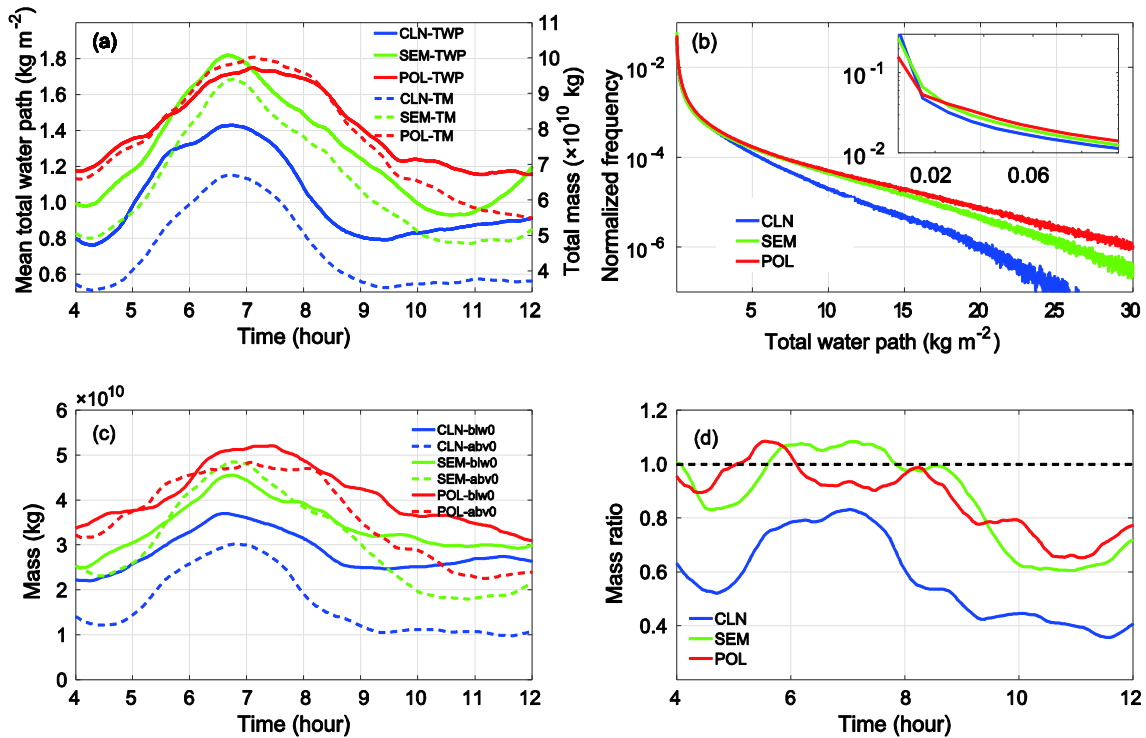 (a)
CLN-TWP
SEM-TWP
POL-TWP
CLN-TM
SEM-TM
POL-TM
Mean total water path (kg m-2)
0.6
0.8
1.0
1.2
1.4
1.6
1.8
4 5 6 7 8 9 10 11 12
Time (hour)
Total mass (×10^10 kg)
3
4
5
6
7
8
9
10
11
(b)
Normalized frequency
10^-2
10^-4
10^-6
10^-1
10^-2
0.02 0.06
CLN
SEM
POL
5 10 15 20 25 30
Total water path (kg m-2)
×10^10
(c)
CLN-blw0
CLN-abv0
SEM-blw0
SEM-abv0
POL-blw0
POL-abv0
Mass (kg)
6
5
4
3
2
1
0
4 5 6 7 8 9 10 11 12
Time (hour)
(d)
Mass ratio
1.2
1.0
0.8
0.6
0.4
CLN
SEM
POL
4 6 8 10 12
Time (hour)